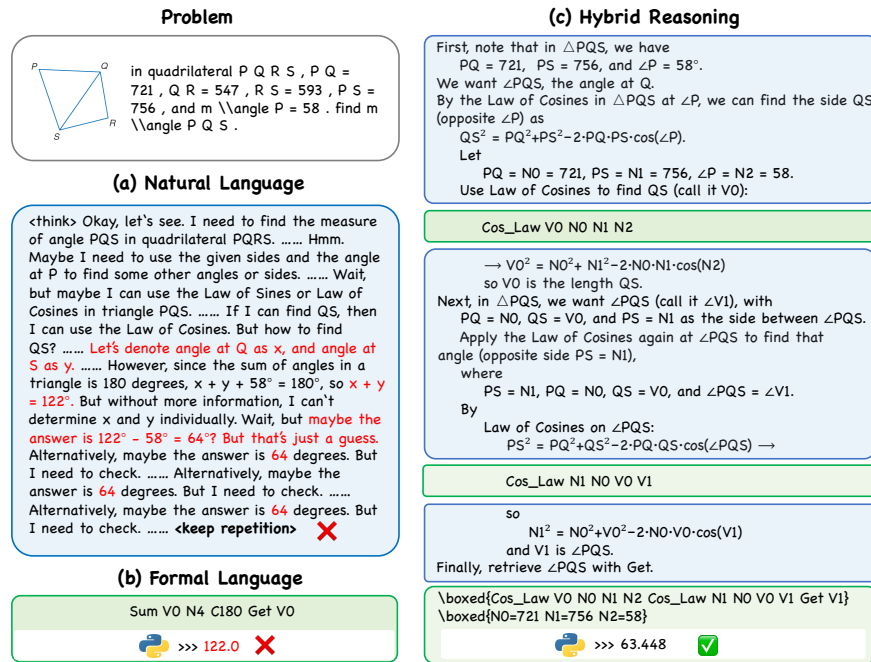 Problem
P
Q
R
S
in quadrilateral P Q R S , P Q =
721 , Q R = 547 , R S = 593 , P S =
756 , and m \\angle P = 58 . find m
\\angle P Q S .
(a) Natural Language
<think> Okay, let's see. I need to find the measure
of angle PQS in quadrilateral PQRS. ...... Hmm.
Maybe I need to use the given sides and the angle
at P to find some other angles or sides. ...... Wait,
but maybe I can use the Law of Sines or Law of
Cosines in triangle PQS. ...... If I can find QS, then
I can use the Law of Cosines. But how to find
QS? ...... Let's denote angle at Q as x, and angle at
S as y. ...... However, since the sum of angles in a
triangle is 180 degrees, x + y + 58° = 180°, so x + y
= 122°. But without more information, I can't
determine x and y individually. Wait, but maybe the
answer is 122° - 58° = 64°? But that's just a guess.
Alternatively, maybe the answer is 64 degrees. But
I need to check. ...... Alternatively, maybe the
answer is 64 degrees. But I need to check. ......
Alternatively, maybe the answer is 64 degrees. But
I need to check. ...... <keep repetition>
(b) Formal Language
Sum V0 N4 C180 Get V0
>>> 122.0
(c) Hybrid Reasoning
First, note that in △PQS, we have
PQ = 721, PS = 756, and ∠P = 58°.
We want ∠PQS, the angle at Q.
By the Law of Cosines in △PQS at ∠P, we can find the side QS
(opposite ∠P) as
QS² = PQ²+PS²−2·PQ·PS·cos(∠P).
Let
PQ = N0 = 721, PS = N1 = 756, ∠P = N2 = 58.
Use Law of Cosines to find QS (call it V0):
Cos_Law V0 N0 N1 N2
→ V0² = N0²+ N1²−2·N0·N1·cos(N2)
so V0 is the length QS.
Next, in △PQS, we want ∠PQS (call it ∠V1), with
PQ = N0, QS = V0, and PS = N1 as the side between ∠PQS.
Apply the Law of Cosines again at ∠PQS to find that
angle (opposite side PS = N1),
where
PS = N1, PQ = N0, QS = V0, and ∠PQS = ∠V1.
By
Law of Cosines on ∠PQS:
PS² = PQ²+QS²−2·PQ·QS·cos(∠PQS) →
Cos_Law N1 N0 V0 V1
so
N1² = N0²+V0²−2·N0·V0·cos(V1)
and V1 is ∠PQS.
Finally, retrieve ∠PQS with Get.
\boxed{Cos_Law V0 N0 N1 N2 Cos_Law N1 N0 V0 V1 Get V1}
\boxed{N0=721 N1=756 N2=58}
>>> 63.448